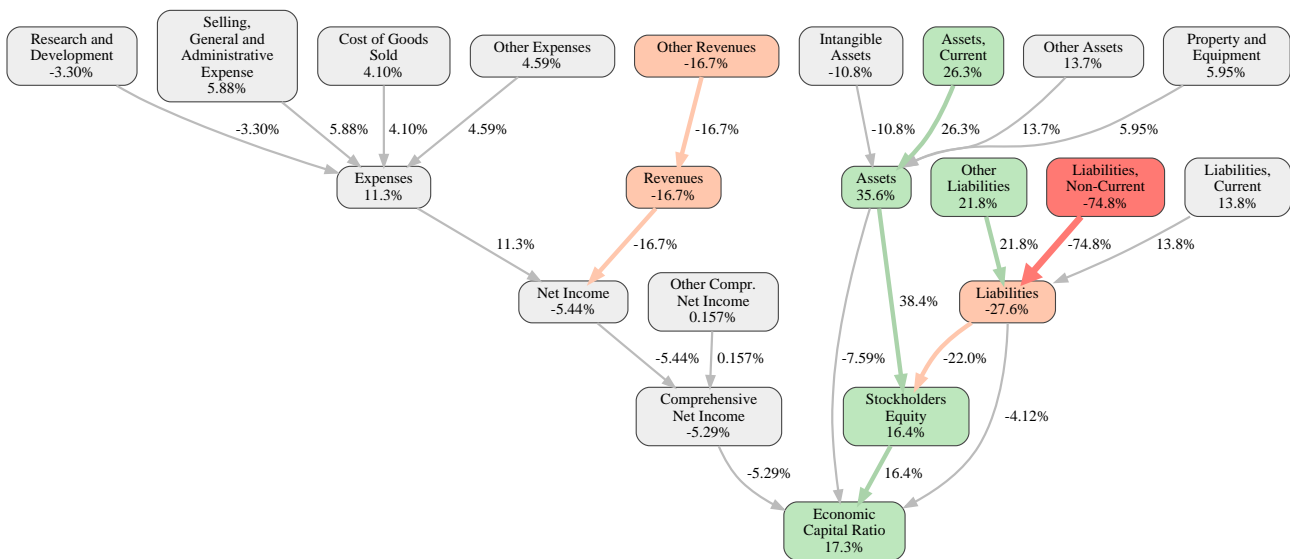 Research and
Development
-3.30%
Selling,
General and
Administrative
Expense
5.88%
Cost of Goods
Sold
4.10%
Other Expenses
4.59%
Other Revenues
-16.7%
Intangible
Assets
-10.8%
Assets,
Current
26.3%
Other Assets
13.7%
Property and
Equipment
5.95%
-3.30%
5.88%
4.10%
4.59%
-16.7%
-10.8%
26.3%
13.7%
5.95%
Expenses
11.3%
Revenues
-16.7%
Assets
35.6%
Other
Liabilities
21.8%
Liabilities,
Non-Current
-74.8%
Liabilities,
Current
13.8%
11.3%
-16.7%
21.8%
-74.8%
13.8%
Net Income
-5.44%
Other Compr.
Net Income
0.157%
38.4%
Liabilities
-27.6%
-5.44%
0.157%
-7.59%
-22.0%
Comprehensive
Net Income
-5.29%
Stockholders
Equity
16.4%
-4.12%
-5.29%
16.4%
Economic
Capital Ratio
17.3%